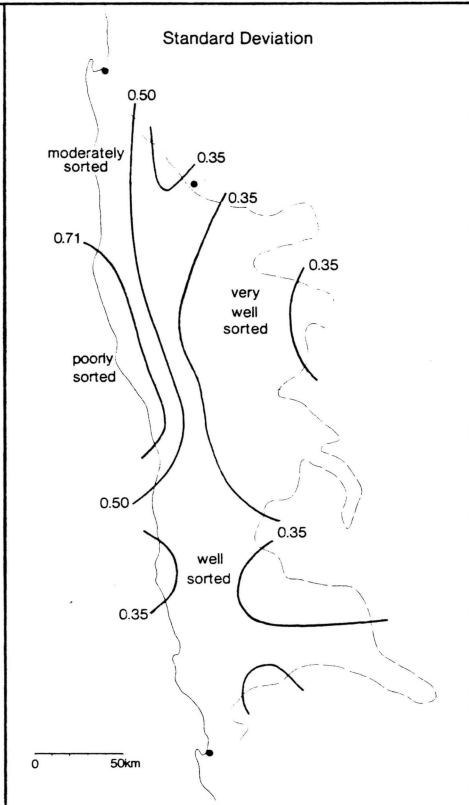 Standard Deviation
0.50
moderately
sorted
0.35
0.35
0.71
0.35
very
well
sorted
poorly
sorted
0.50
0.35
well
sorted
0.35
0
50km